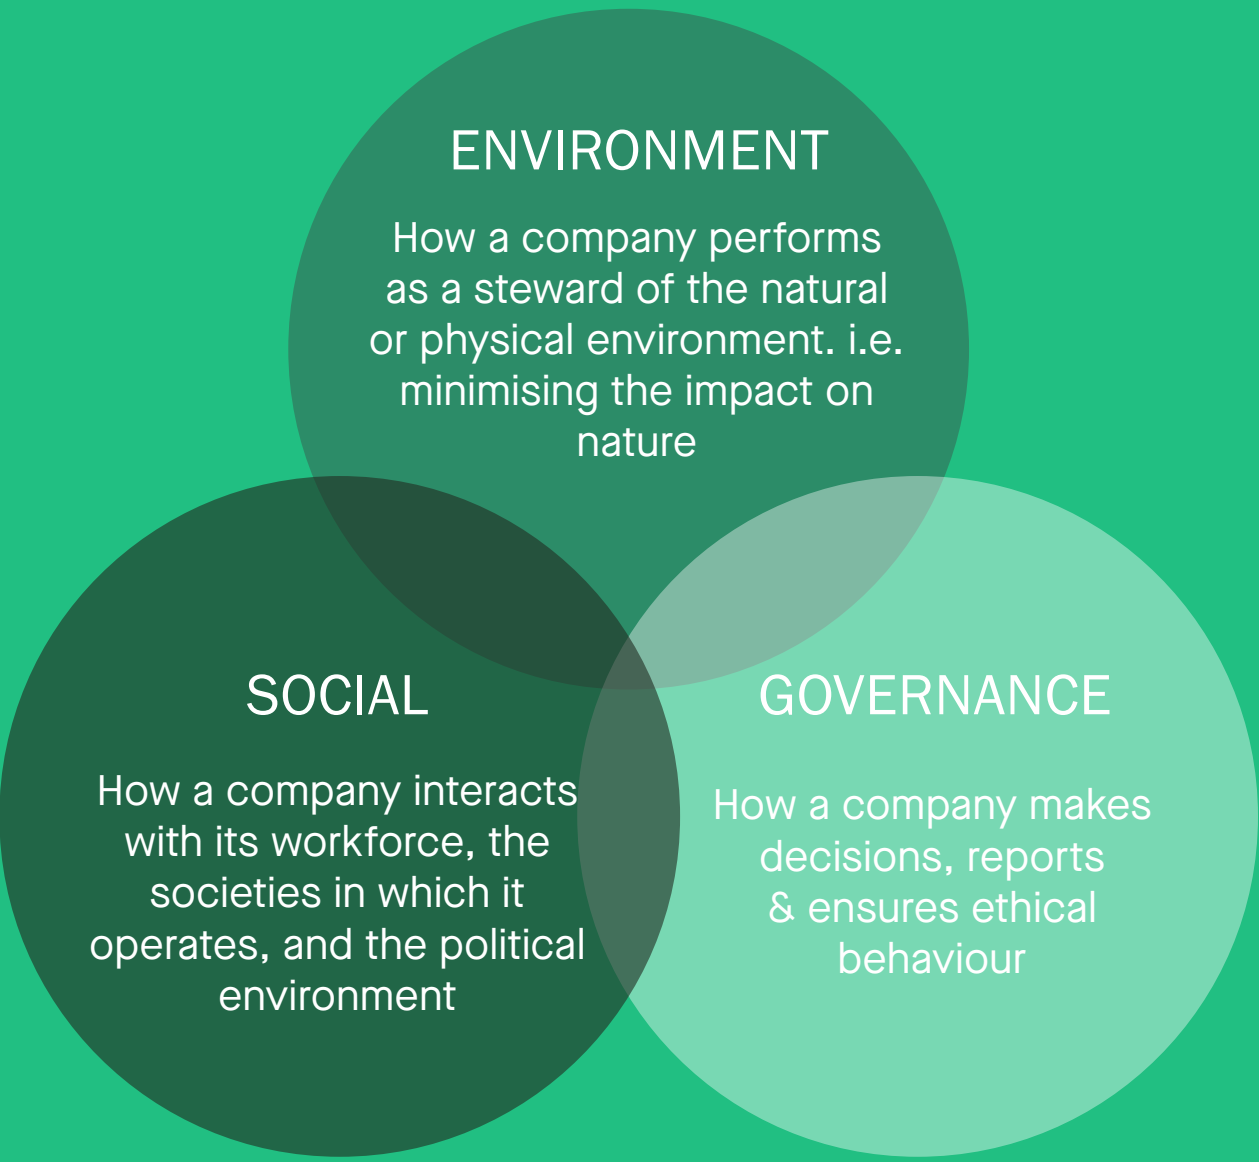 ENVIRONMENT
How a company performs
as a steward of the natural
or physical environment. i.e.
minimising the impact on
nature
SOCIAL
How a company interacts
with its workforce, the
societies in which it
operates, and the political
environment
GOVERNANCE
How a company makes
decisions, reports
& ensures ethical
behaviour